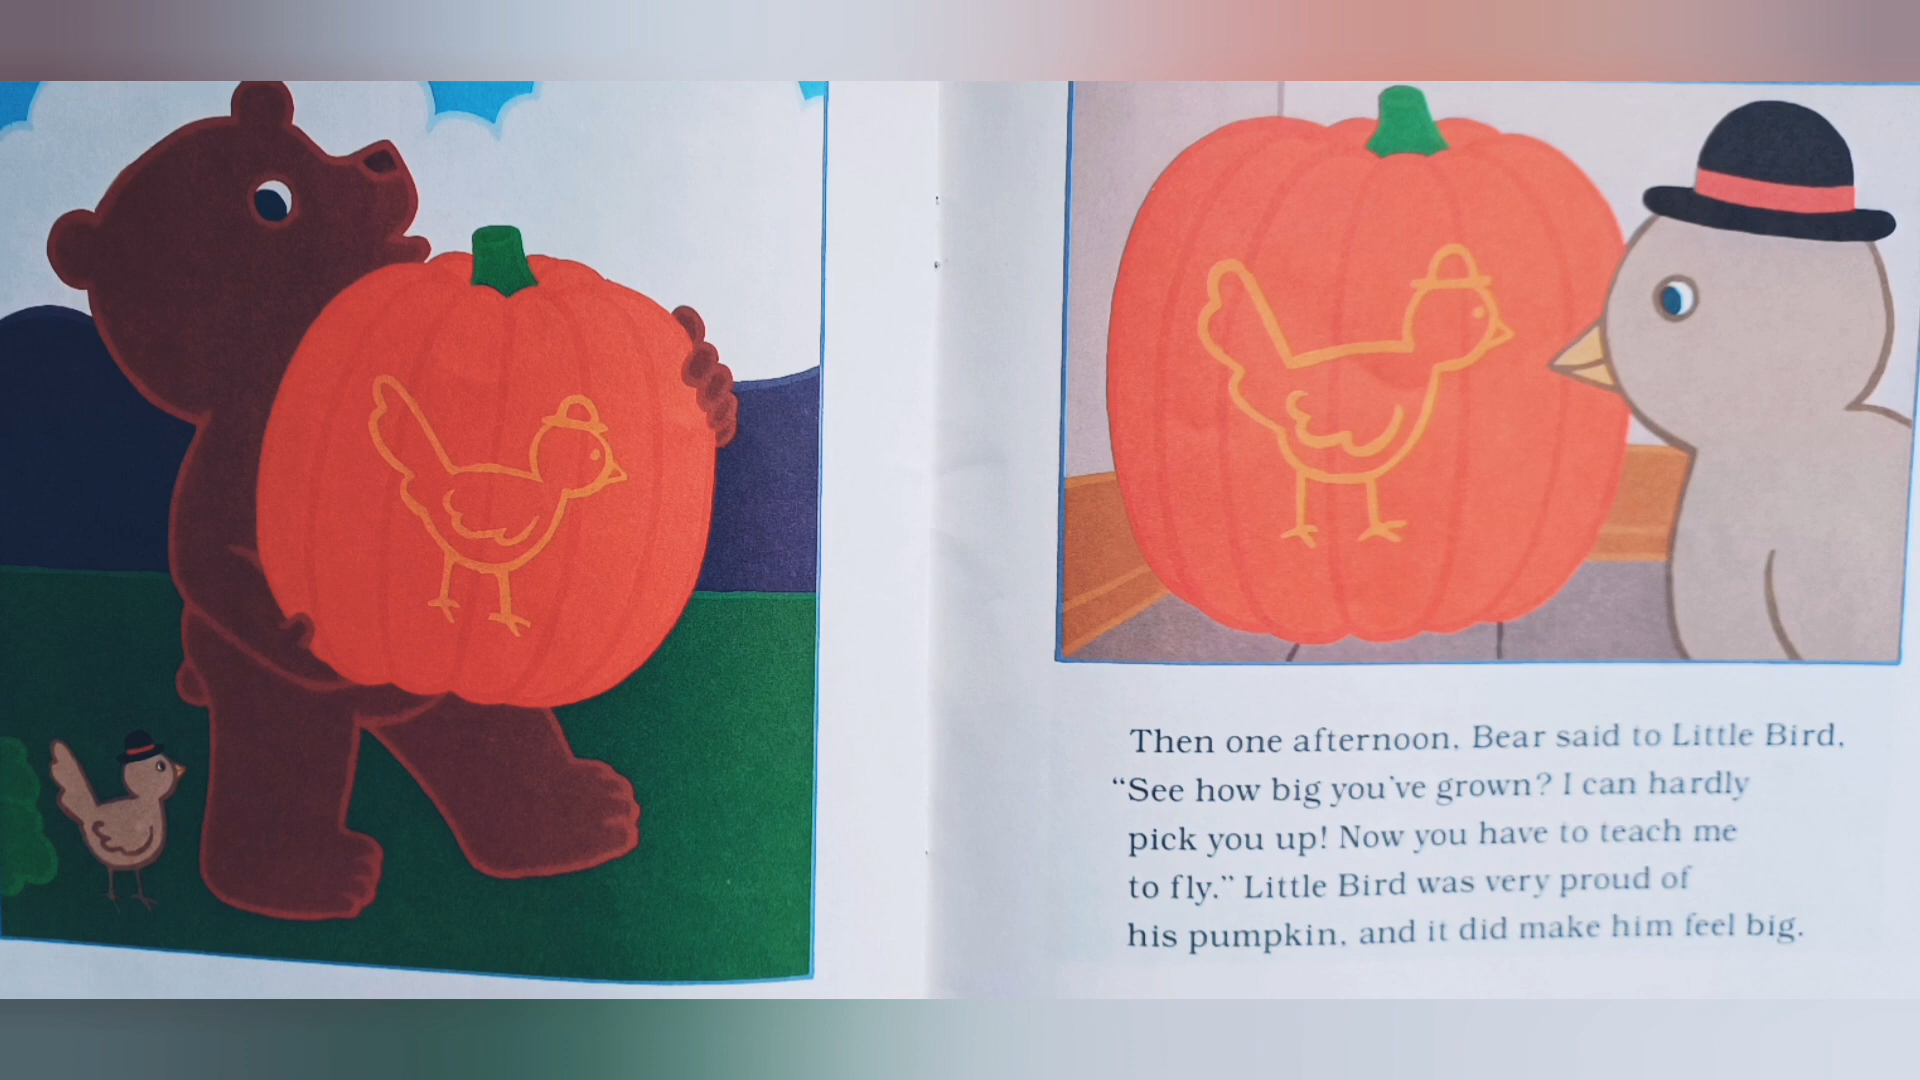 Then one afternoon, Bear said to Little Bird,
“See how big you’ve grown? I can hardly
pick you up! Now you have to teach me
to fly.” Little Bird was very proud of
his pumpkin, and it did make him feel big.